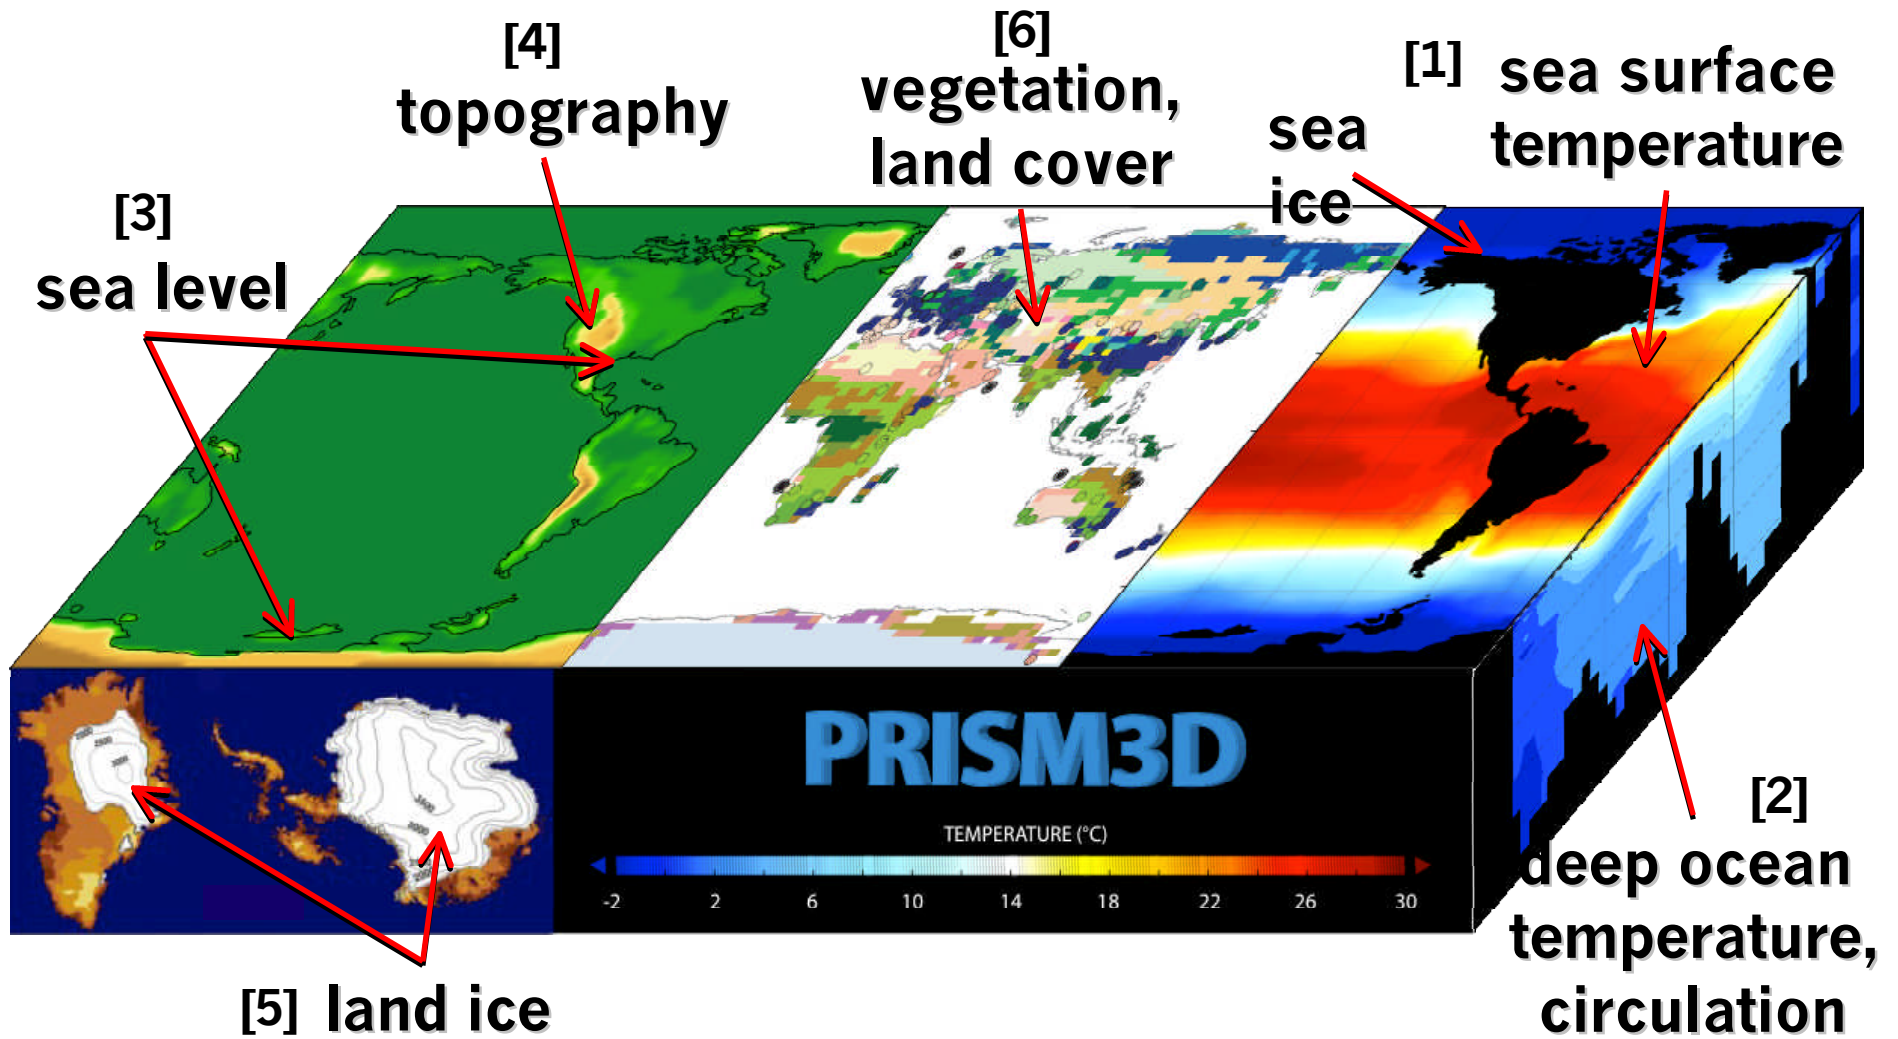 [4]
topography
[6]
vegetation,
land cover
[1] sea surface
temperature
sea
ice
[3]
sea level
PRISM3D
TEMPERATURE (°C)
-2 2 6 10 14 18 22 26 30
[2]
deep ocean
temperature,
circulation
[5] land ice